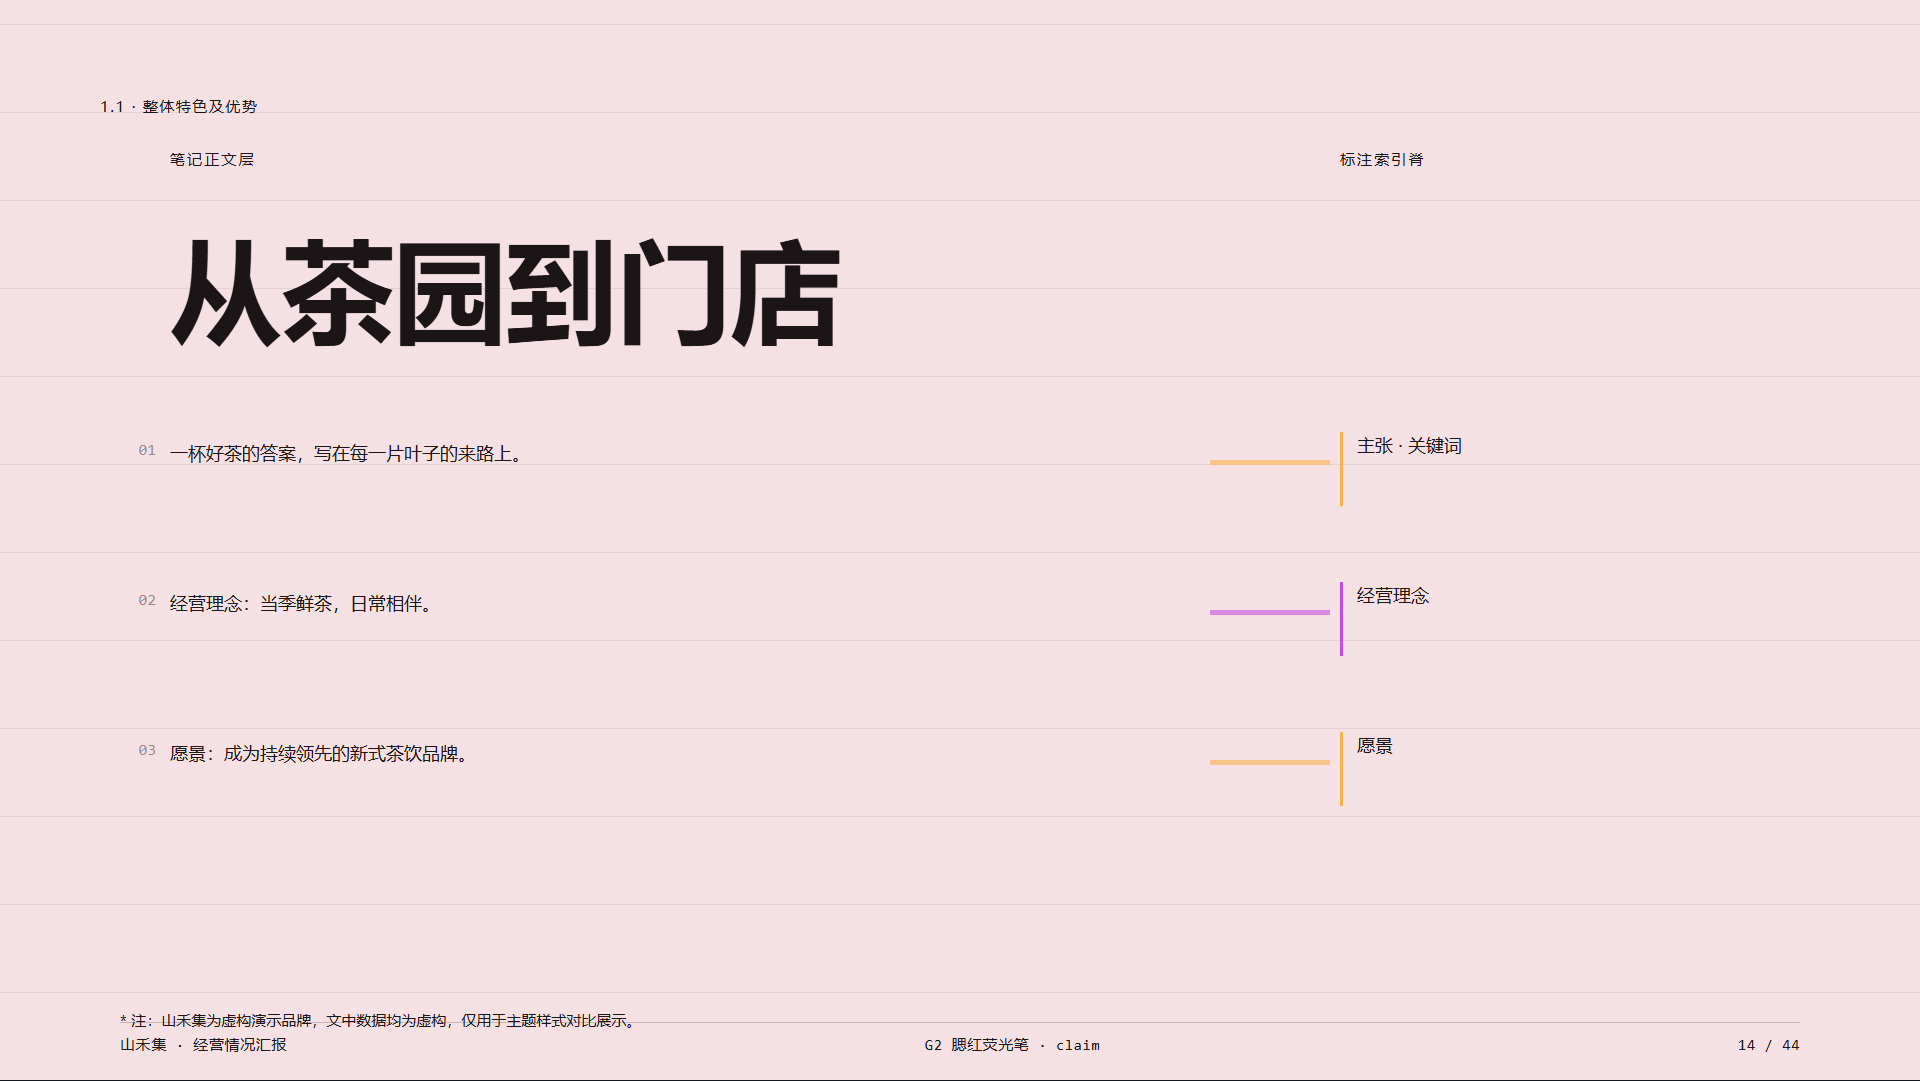 1.1 · 整体特色及优势
笔记正文层
标注索引脊
从茶园到门店
01 一杯好茶的答案，写在每一片叶子的来路上。
主张 · 关键词
02 经营理念：当季鲜茶，日常相伴。
经营理念
03 愿景：成为持续领先的新式茶饮品牌。
愿景
* 注：山禾集为虚构演示品牌，文中数据均为虚构，仅用于主题样式对比展示。
山禾集 · 经营情况汇报
G2 腮红荧光笔 · claim
14 / 44